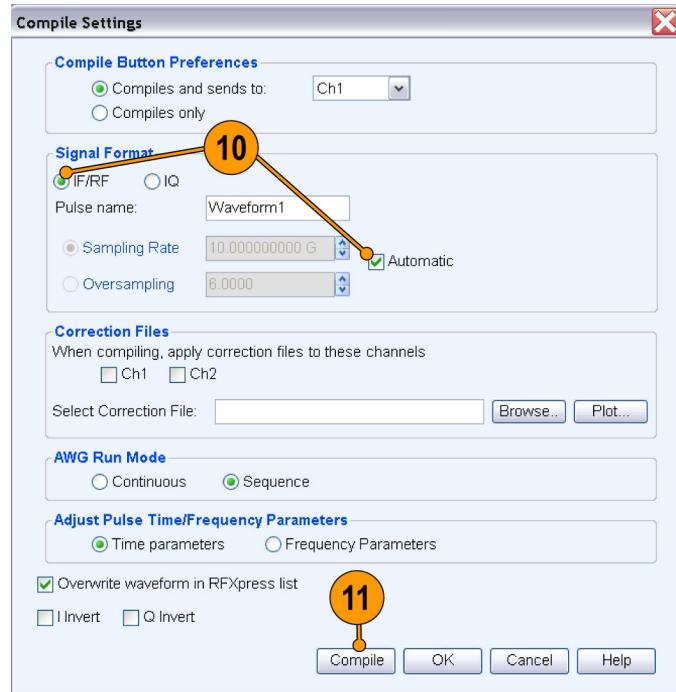 Compile Settings
Compile Button Preferences
Compiles and sends to: Ch1
Compiles only
Signal Format
10
IF/RF IQ
Pulse name: Waveform1
Sampling Rate 10.000000000 G
Automatic
Oversampling 6.0000
Correction Files
When compiling, apply correction files to these channels
Ch1 Ch2
Select Correction File: Browse.. Plot...
AWG Run Mode
Continuous Sequence
Adjust Pulse Time/Frequency Parameters
Time parameters Frequency Parameters
Overwrite waveform in RFXpress list
11
I Invert Q Invert
Compile OK Cancel Help